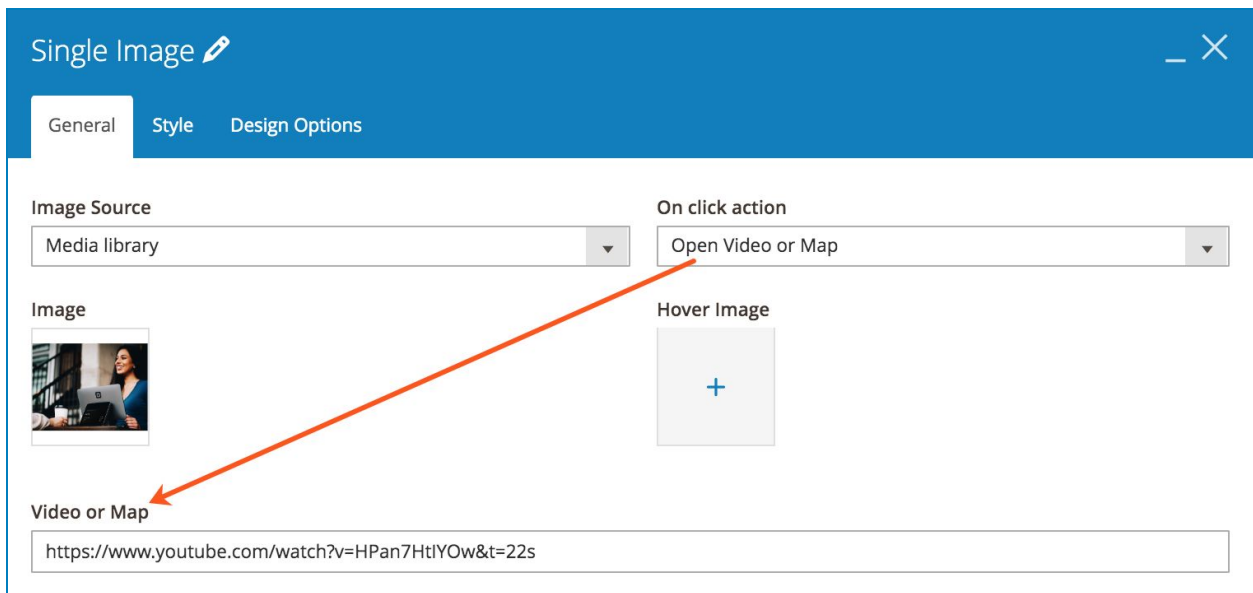 Single Image
General Style Design Options
Image Source
On click action
Media library
Open Video or Map
Image
Hover Image
Video or Map
https://www.youtube.com/watch?v=HPan7HtIYOw&t=22s